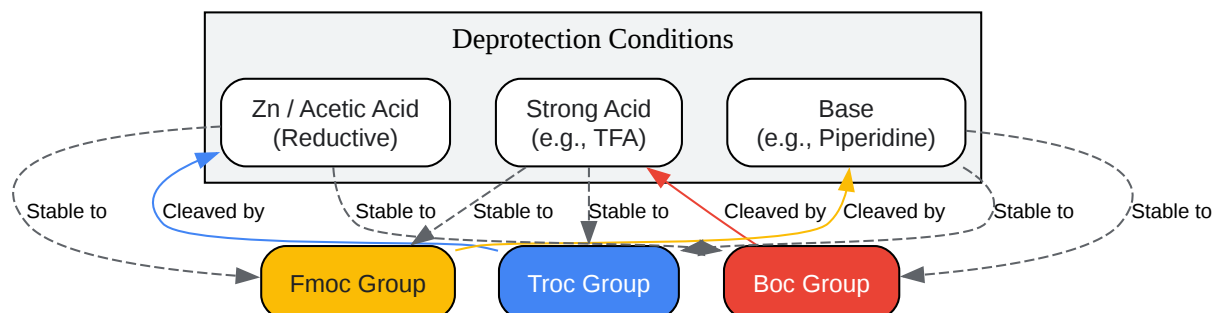 Deprotection Conditions
Zn / Acetic Acid
(Reductive)
Strong Acid
(e.g., TFA)
Base
(e.g., Piperidine)
Stable to
Cleaved by
Stable to
Stable to
Stable to
Cleaved by
Cleaved by
Stable to
Stable to
Fmoc Group
Troc Group
Boc Group